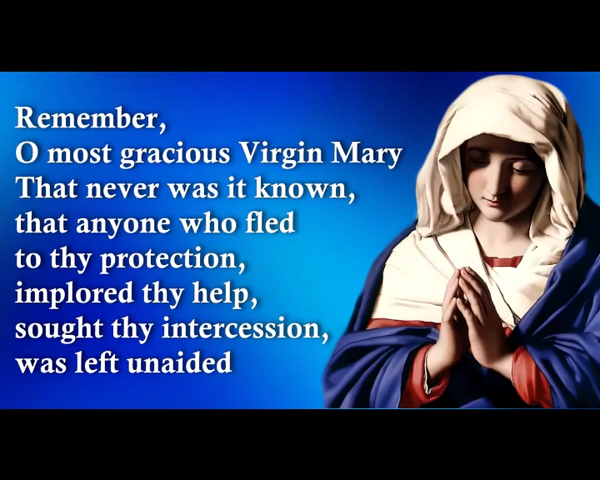 Remember,
O most gracious Virgin Mary
That never was it known,
that anyone who fled
to thy protection,
implored thy help,
sought thy intercession,
was left unaided